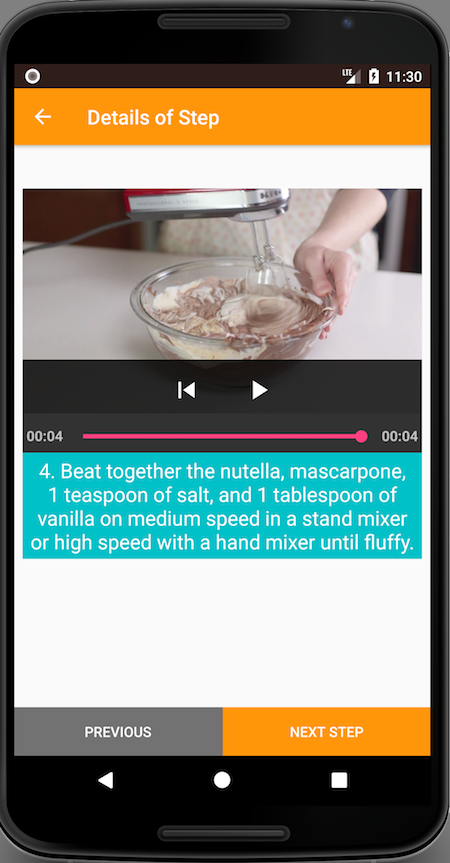 LTE 11:30
Details of Step
00:04 00:04
4. Beat together the nutella, mascarpone,
1 teaspoon of salt, and 1 tablespoon of
vanilla on medium speed in a stand mixer
or high speed with a hand mixer until fluffy.
PREVIOUS NEXT STEP